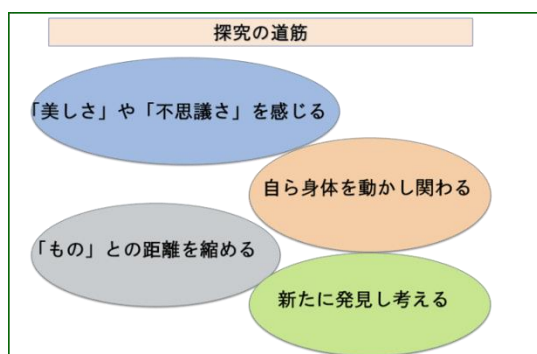 探究の道筋
「美しさ」や「不思議さ」を感じる
自ら身体を動かし関わる
「もの」との距離を縮める
新たに発見し考える